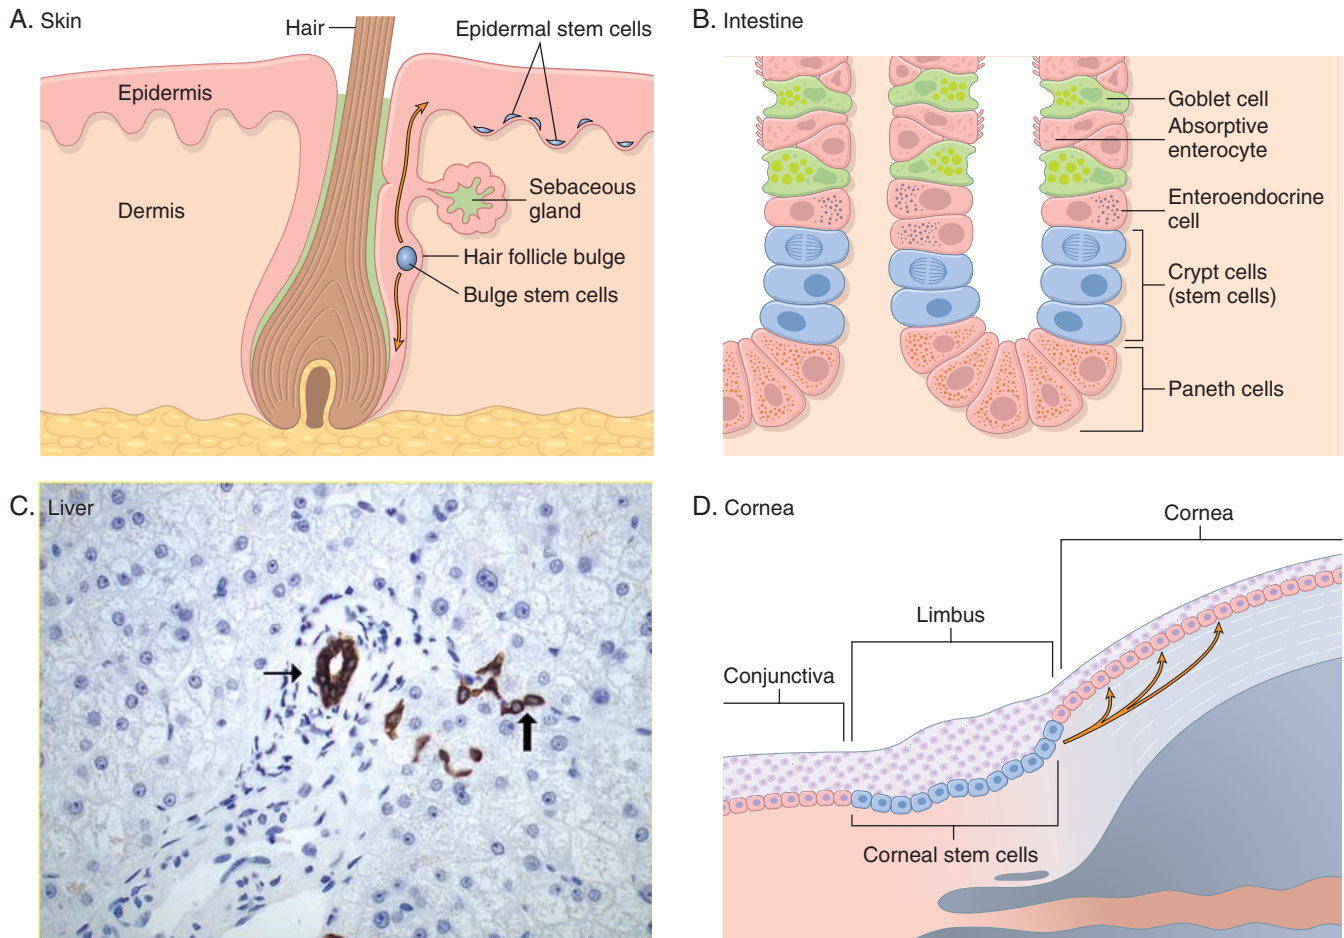 A. Skin
Hair
Epidermal stem cells
Epidermis
Dermis
Sebaceous
gland
Hair follicle bulge
Bulge stem cells
B. Intestine
Goblet cell
Absorptive
enterocyte
Enteroendocrine
cell
Crypt cells
(stem cells)
Paneth cells
C. Liver
D. Cornea
Cornea
Limbus
Conjunctiva
Corneal stem cells